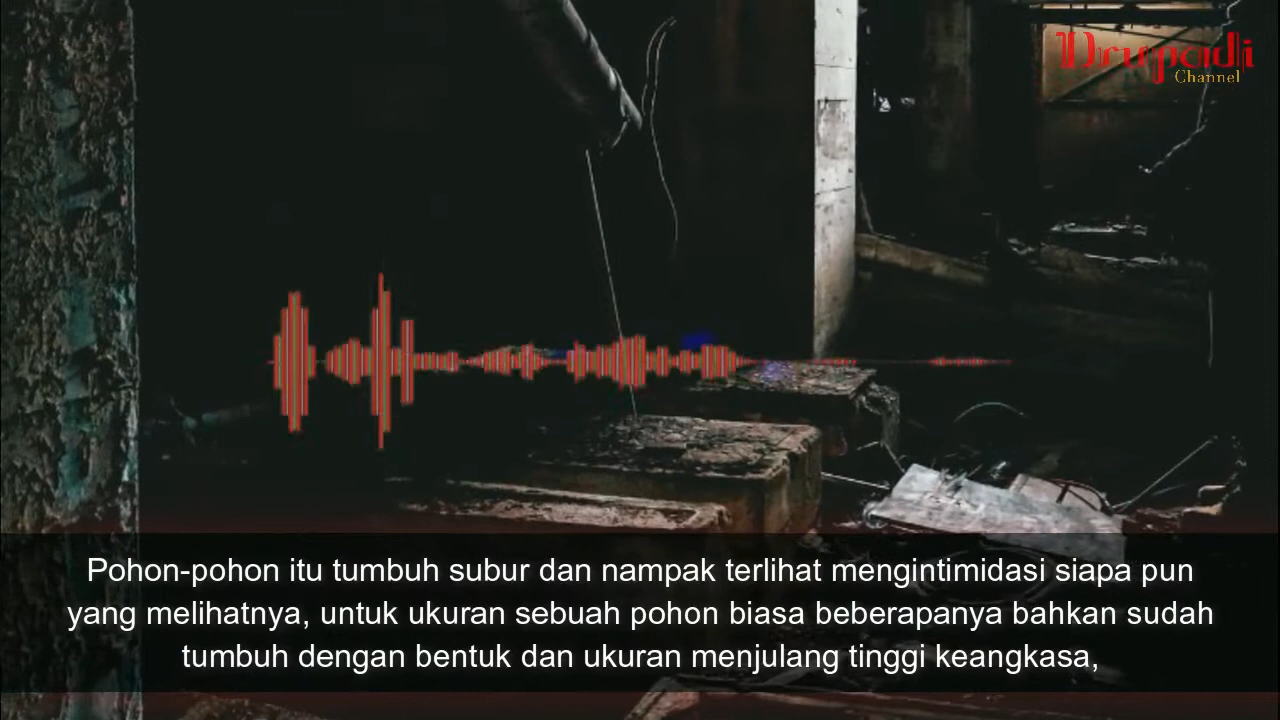 Drupadi
Channel
Pohon-pohon itu tumbuh subur dan nampak terlihat mengintimidasi siapa pun
yang melihatnya, untuk ukuran sebuah pohon biasa beberapanya bahkan sudah
tumbuh dengan bentuk dan ukuran menjulang tinggi keangkasa,